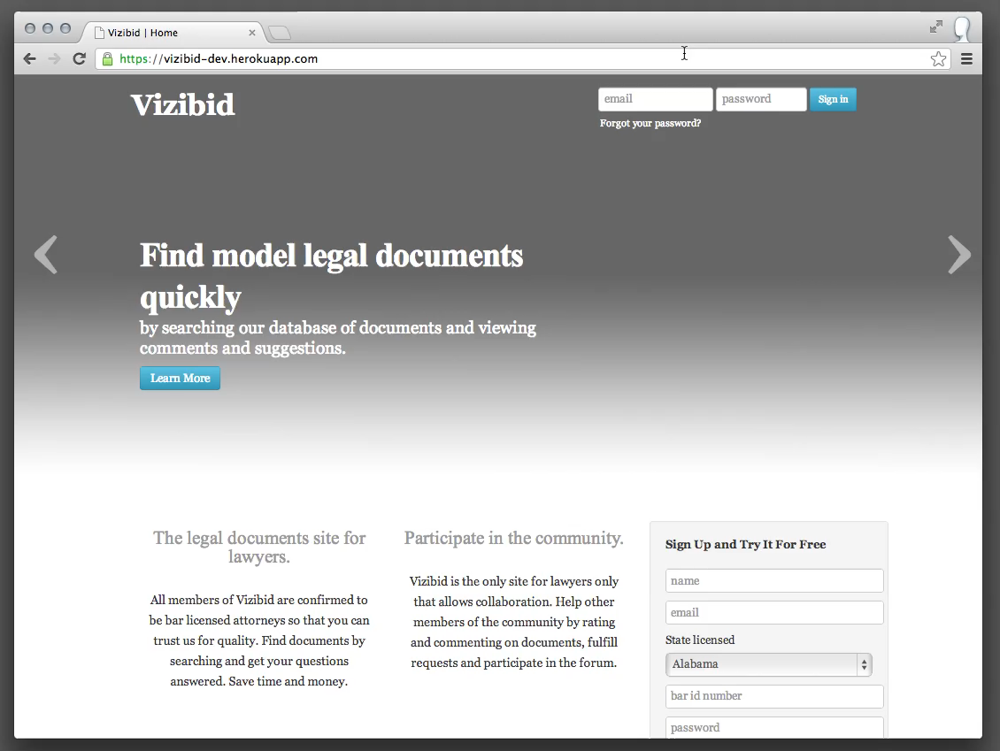 Vizibid | Home
https://vizibid-dev.herokuapp.com
Vizibid
email
password
Sign in
Forgot your password?
Find model legal documents
quickly
by searching our database of documents and viewing
comments and suggestions.
Learn More
The legal documents site for
lawyers.
All members of Vizibid are confirmed to
be bar licensed attorneys so that you can
trust us for quality. Find documents by
searching and get your questions
answered. Save time and money.
Participate in the community.
Vizibid is the only site for lawyers only
that allows collaboration. Help other
members of the community by rating
and commenting on documents, fulfill
requests and participate in the forum.
Sign Up and Try It For Free
name
email
State licensed
Alabama
bar id number
password